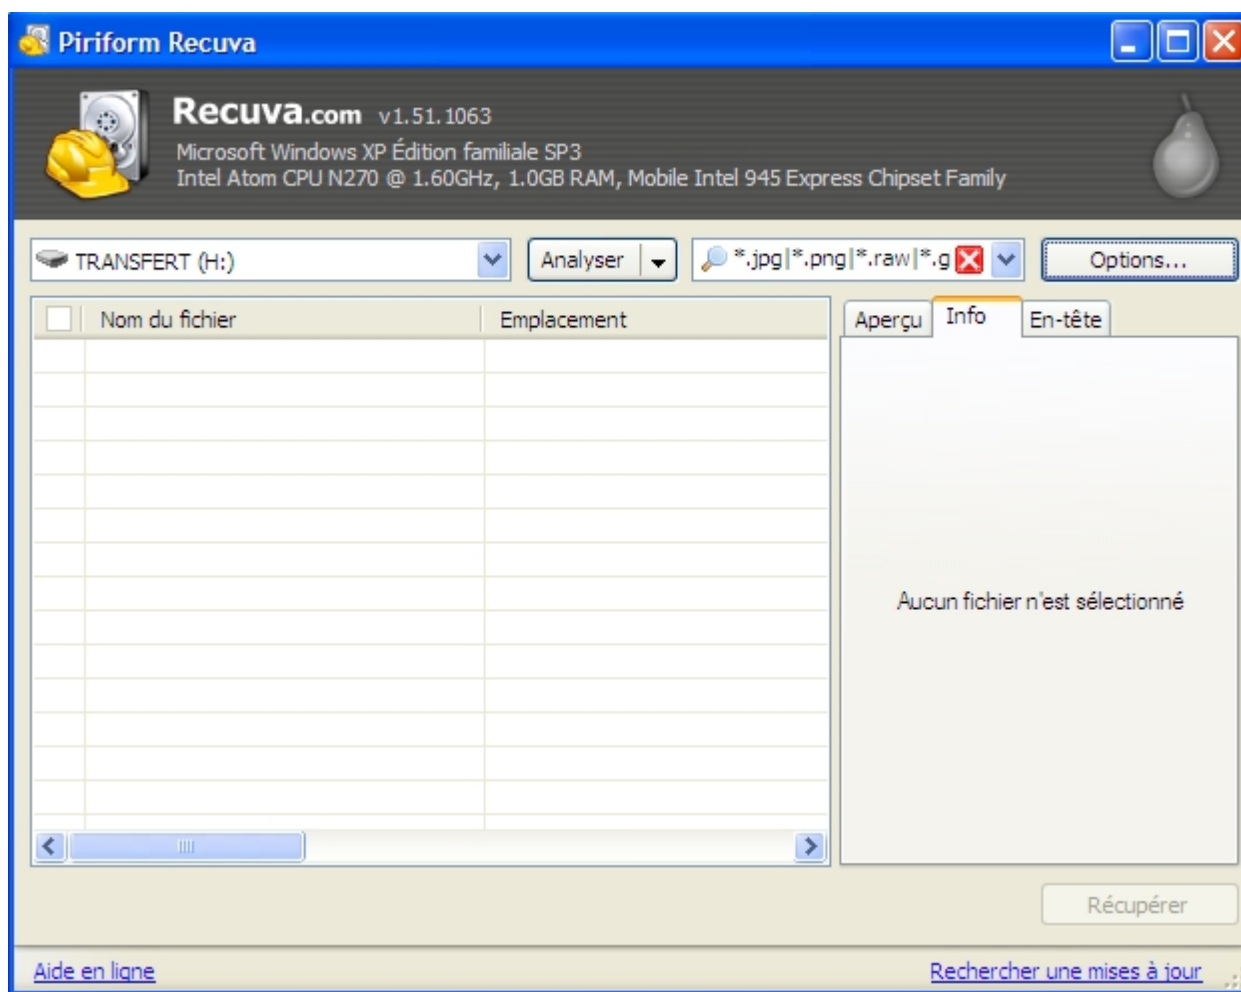 Piriform Recuva
Recuva.com v1.51.1063
Microsoft Windows XP Édition familiale SP3
Intel Atom CPU N270 @ 1.60GHz, 1.0GB RAM, Mobile Intel 945 Express Chipset Family
TRANSFERT (H:) Analyser *.jpg|*.png|*.raw|*.g Options...
Nom du fichier Emplacement Aperçu Info En-tête
Aucun fichier n'est sélectionné
Récupérer
Aide en ligne Rechercher une mises à jour